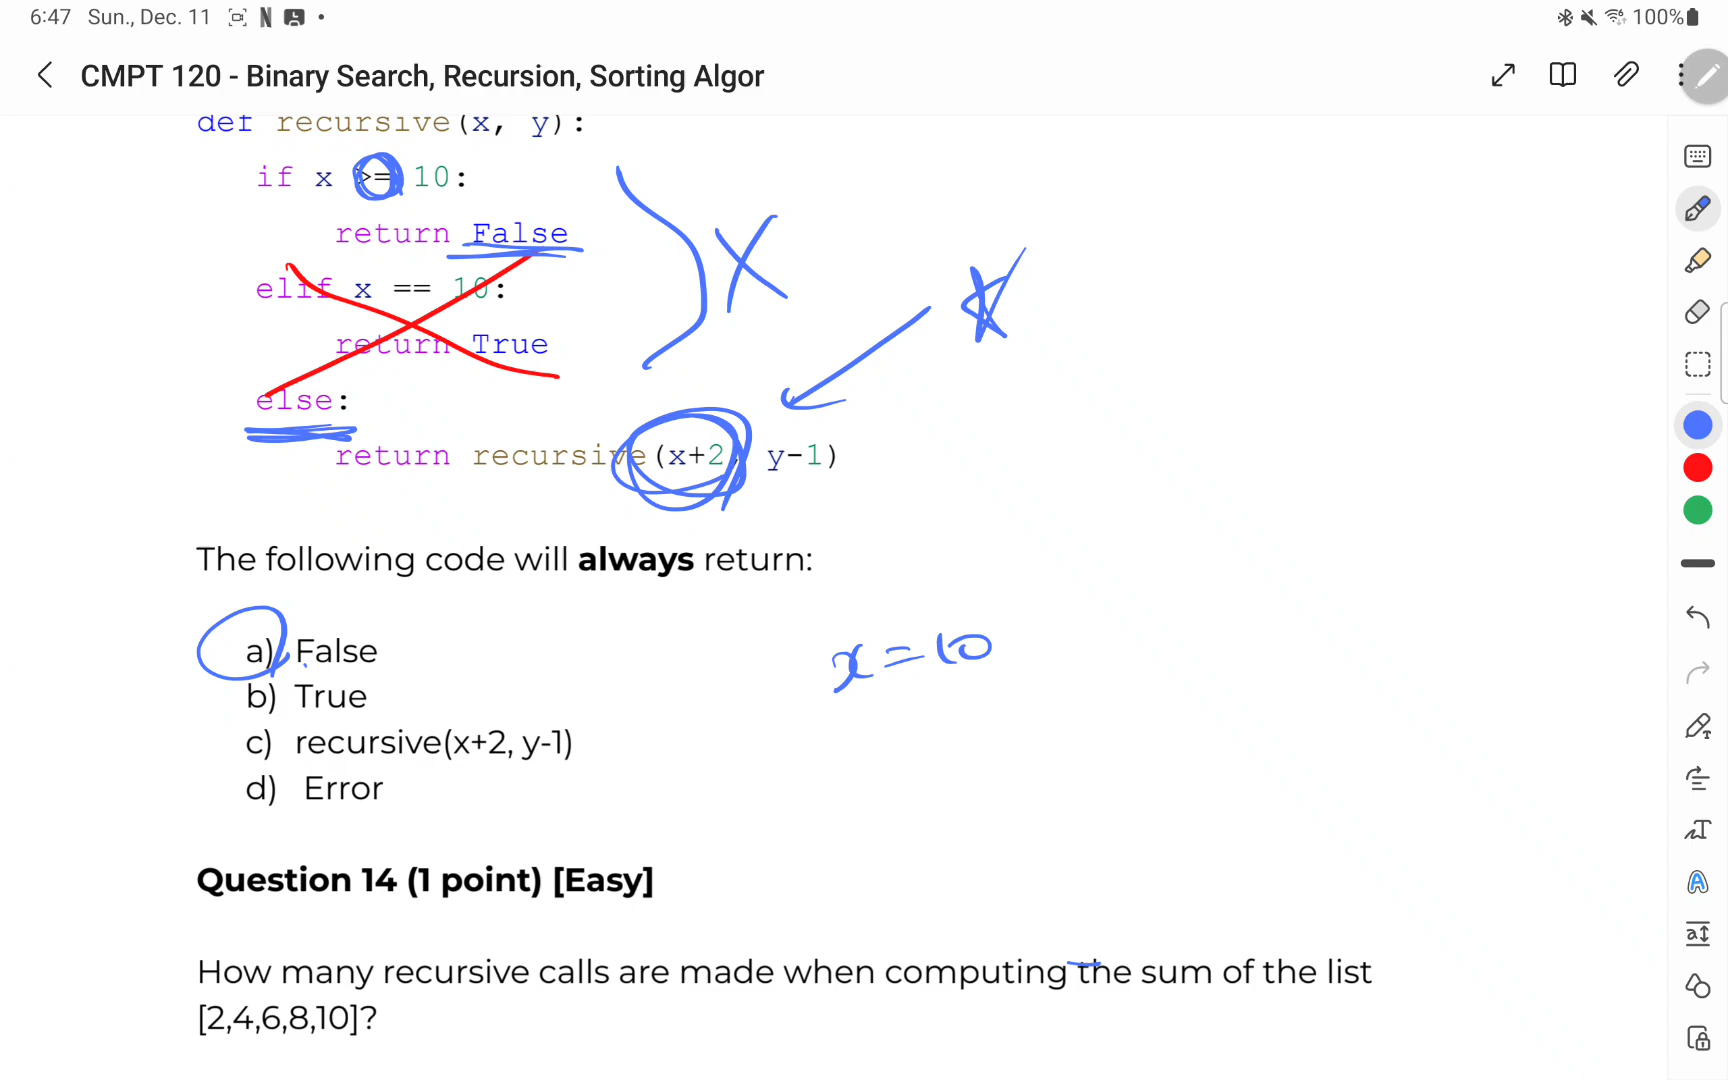 6:47 Sun., Dec. 11 N 100%
CMPT 120 - Binary Search, Recursion, Sorting Algor
def recursive(x, y):
if x >= 10:
return False
elif x == 10:
return True
else:
return recursive(x+2, y-1)
X
The following code will always return:
a) False
x = 10
b) True
c) recursive(x+2, y-1)
d) Error
Question 14 (1 point) [Easy]
How many recursive calls are made when computing the sum of the list
[2,4,6,8,10]?